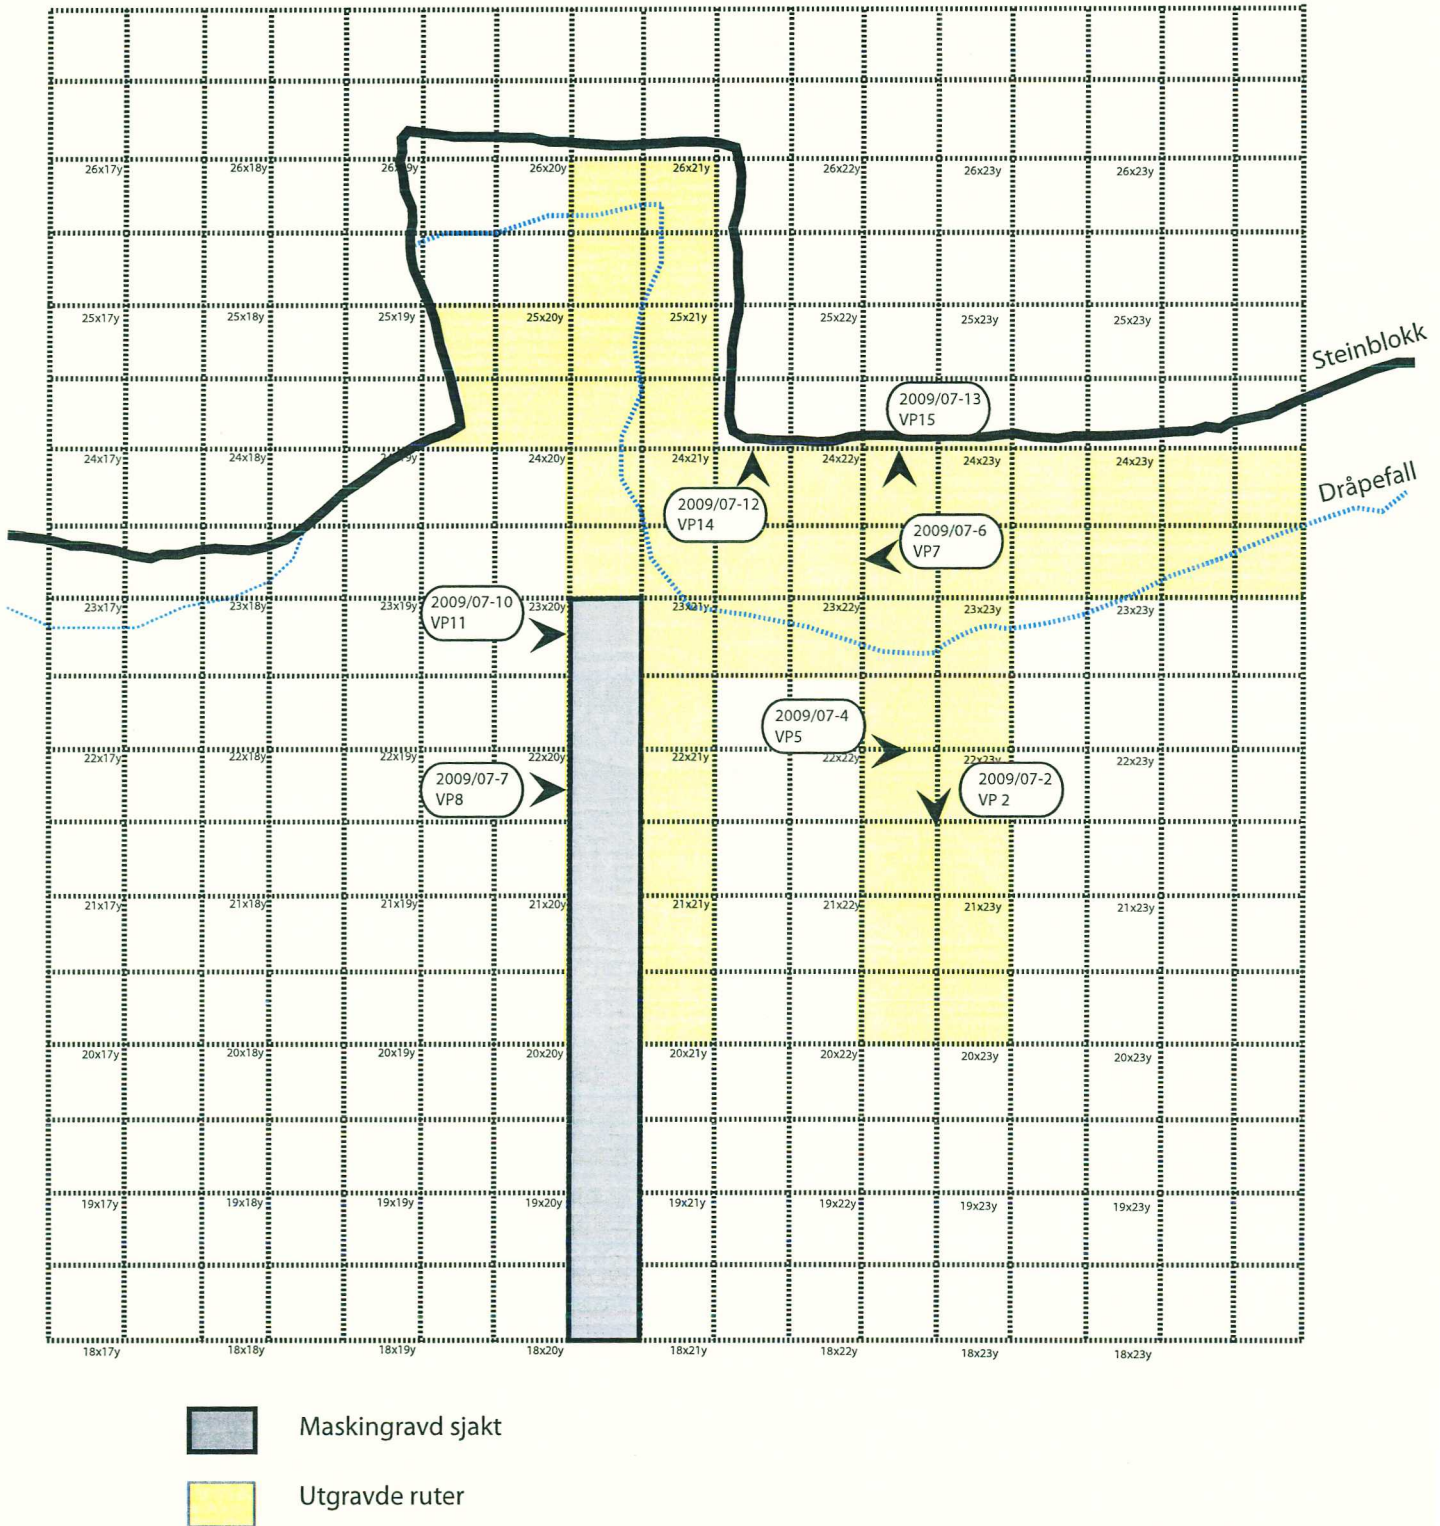 26x17y 26x18y 26x19y 26x20y 26x21y 26x22y 26x23y 26x23y
25x17y 25x18y 25x19y 25x20y 25x21y 25x22y 25x23y 25x23y
Steinblokk
2009/07-13
VP15
24x17y 24x18y 24x20y 24x21y 24x22y 24x23y 24x23y
Dråpefall
2009/07-12
VP14
2009/07-6
VP7
23x17y 23x18y 23x19y 23x20y 23x21y 23x22y 23x23y 23x23y
2009/07-10
VP11
2009/07-4
VP5
22x17y 22x18y 22x19y 22x20y 22x21y 22x22y 22x23y 22x23y
2009/07-7
VP8
2009/07-2
VP 2
21x17y 21x18y 21x19y 21x20y 21x21y 21x22y 21x23y 21x23y
20x17y 20x18y 20x19y 20x20y 20x21y 20x22y 20x23y 20x23y
19x17y 19x18y 19x19y 19x20y 19x21y 19x22y 19x23y 19x23y
18x17y 18x18y 18x19y 18x20y 18x21y 18x22y 18x23y 18x23y
Maskingravd sjakt
Utgravde ruter